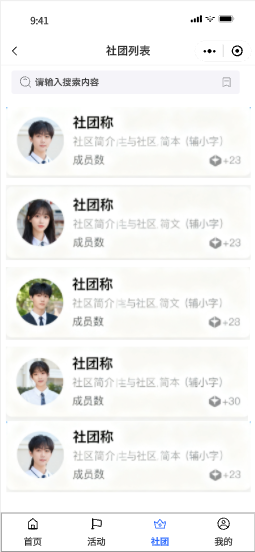 9:41
社团列表
请输入搜索内容
社团称
社区简介与社区 简本（辅小字）
成员数
+23
社团称
社区简介与社区 简文（辅小字）
成员数
+23
社团称
社区简介与社区 简文（辅小字）
成员数
+23
社团称
社区简介与社区 简本（辅小字）
成员数
+30
社团称
社区简介与社区 简本（辅小字）
成员数
+23
首页 活动 社团 我的